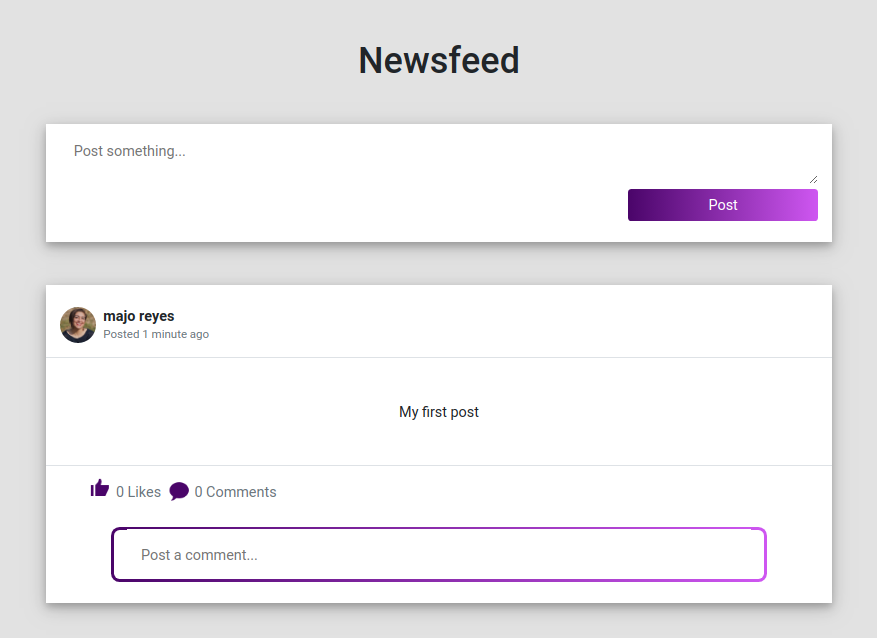 Newsfeed
Post something...
Post
majo reyes
Posted 1 minute ago
My first post
0 Likes 0 Comments
Post a comment...